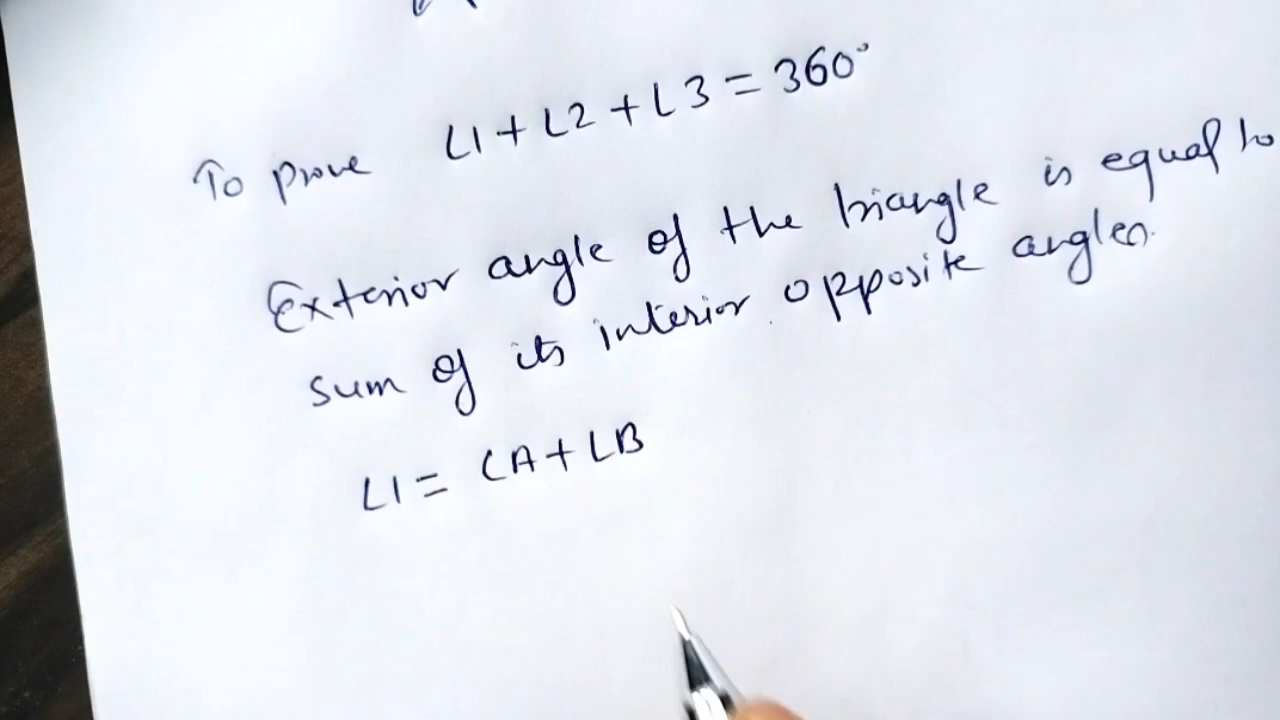 To prove ∠1 + ∠2 + ∠3 = 360°
Exterior angle of the triangle is equal to
sum of its interior opposite angles.
∠1 = ∠A + ∠B